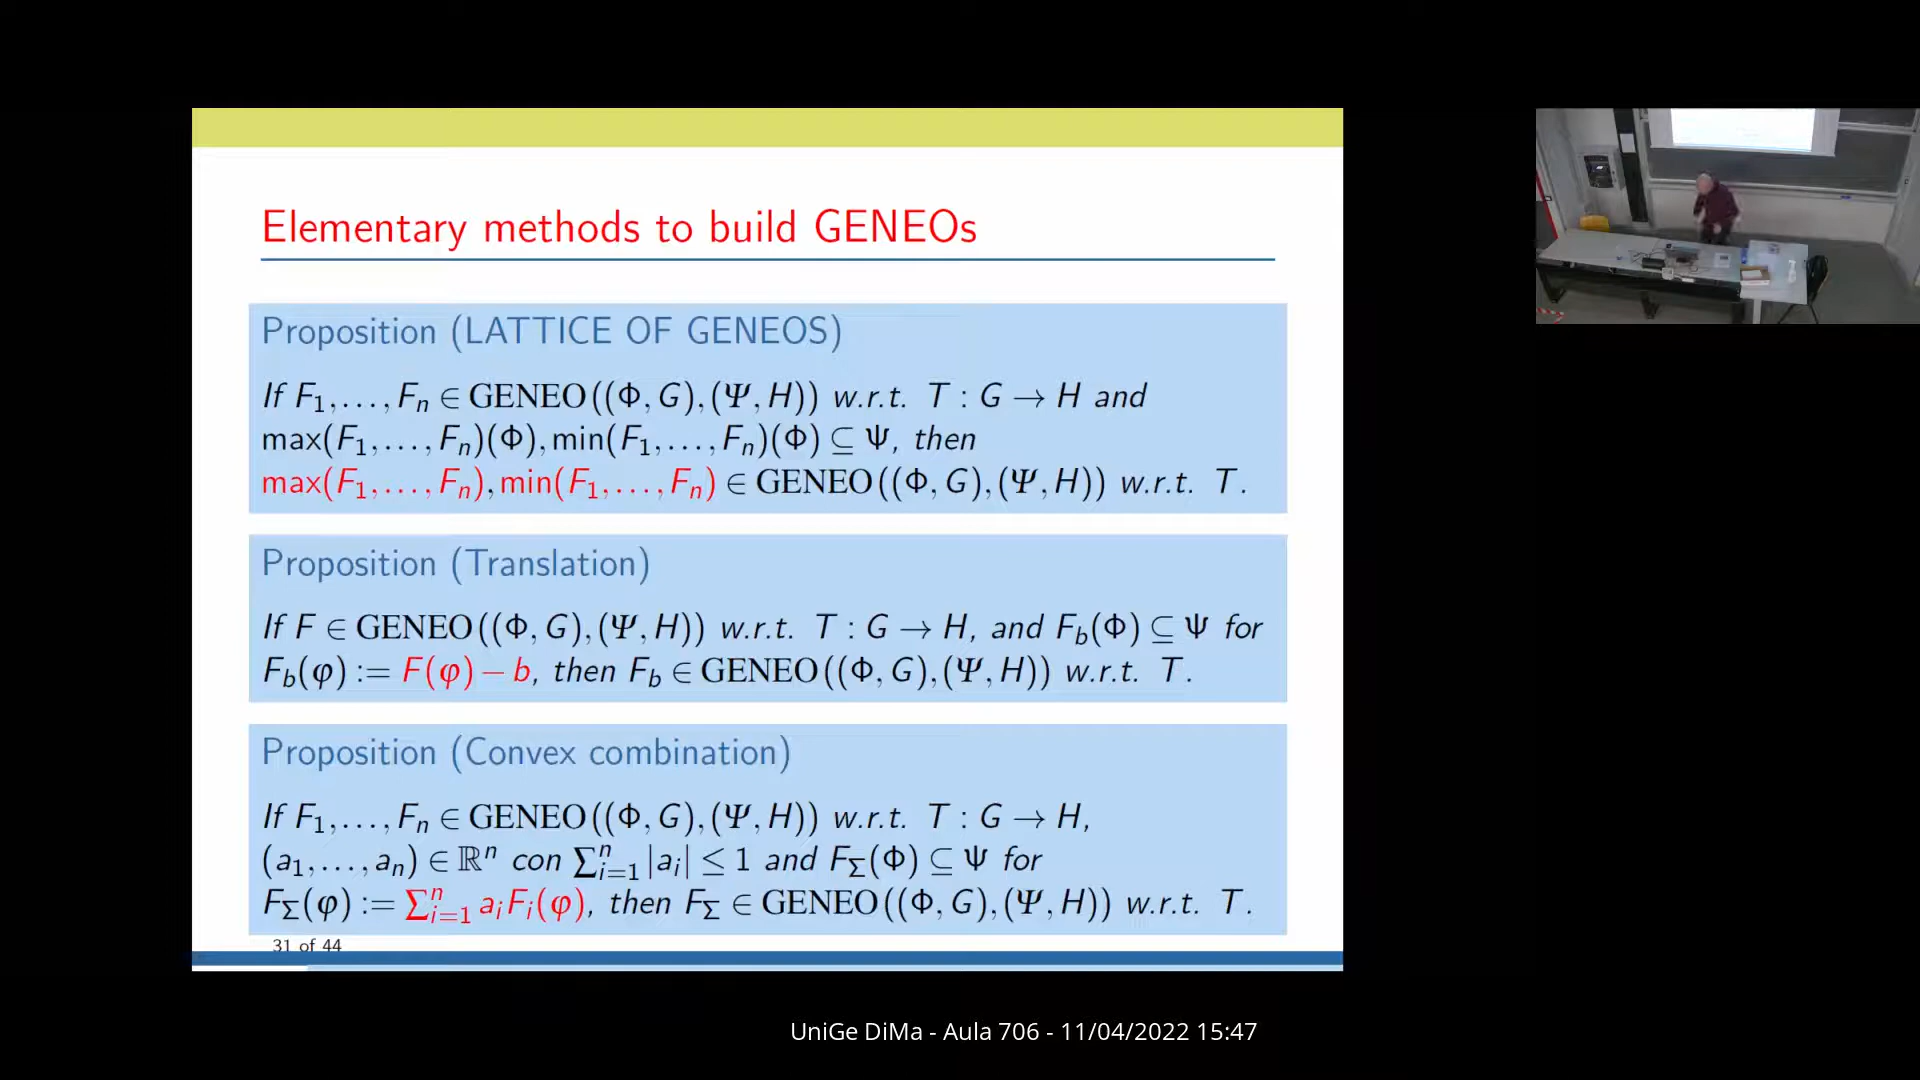 Elementary methods to build GENEOs
Proposition (LATTICE OF GENEOS)
If F₁,…,Fₙ ∈ GENEO((Φ,G),(Ψ,H)) w.r.t. T : G → H and
max(F₁,…,Fₙ)(Φ), min(F₁,…,Fₙ)(Φ) ⊆ Ψ, then
max(F₁,…,Fₙ), min(F₁,…,Fₙ) ∈ GENEO((Φ,G),(Ψ,H)) w.r.t. T.
Proposition (Translation)
If F ∈ GENEO((Φ,G),(Ψ,H)) w.r.t. T : G → H, and F_b(Φ) ⊆ Ψ for
F_b(φ) := F(φ) − b, then F_b ∈ GENEO((Φ,G),(Ψ,H)) w.r.t. T.
Proposition (Convex combination)
If F₁,…,Fₙ ∈ GENEO((Φ,G),(Ψ,H)) w.r.t. T : G → H,
(a₁,…,aₙ) ∈ ℝⁿ con ∑ⁿᵢ₌₁ |aᵢ| ≤ 1 and F_Σ(Φ) ⊆ Ψ for
F_Σ(φ) := ∑ⁿᵢ₌₁ aᵢFᵢ(φ), then F_Σ ∈ GENEO((Φ,G),(Ψ,H)) w.r.t. T.
31 of 44
UniGe DiMa - Aula 706 - 11/04/2022 15:47